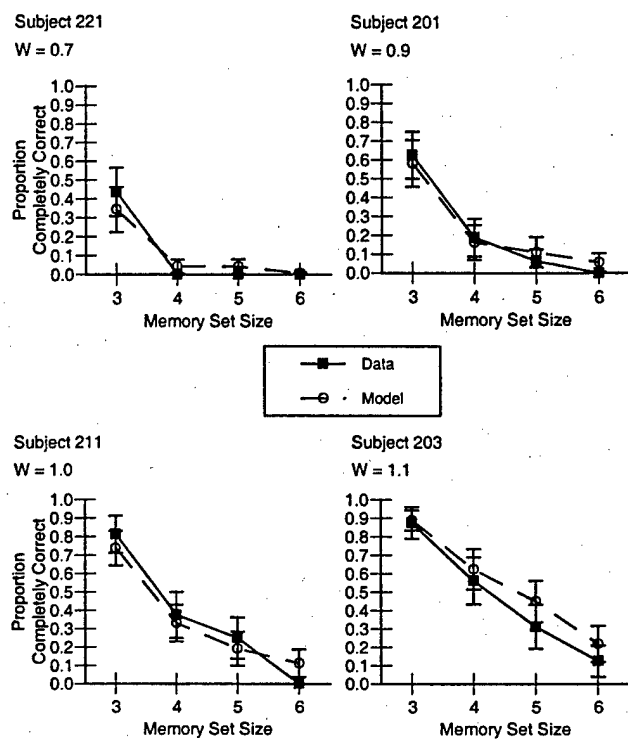 Subject 221
W = 0.7
Subject 201
W = 0.9
Proportion
Completely Correct
1.0
0.9
0.8
0.7
0.6
0.5
0.4
0.3
0.2
0.1
0.0
3 4 5 6
Memory Set Size
1.0
0.9
0.8
0.7
0.6
0.5
0.4
0.3
0.2
0.1
0.0
3 4 5 6
Memory Set Size
Data
Model
Subject 211
W = 1.0
Subject 203
W = 1.1
Proportion
Completely Correct
1.0
0.9
0.8
0.7
0.6
0.5
0.4
0.3
0.2
0.1
0.0
3 4 5 6
Memory Set Size
1.0
0.9
0.8
0.7
0.6
0.5
0.4
0.3
0.2
0.1
0.0
3 4 5 6
Memory Set Size